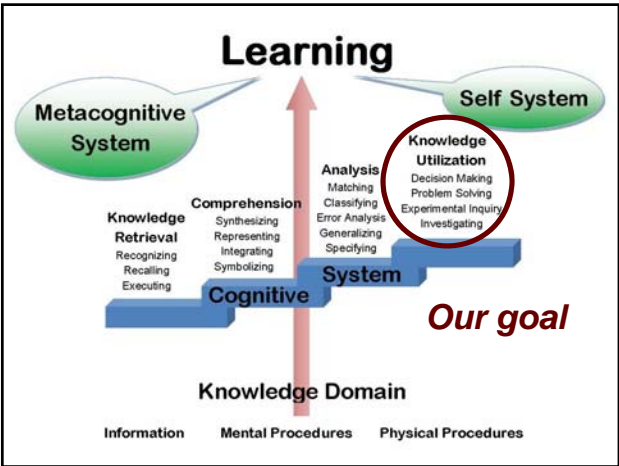 Learning
Metacognitive
System
Self System
Knowledge
Retrieval
Recognizing
Recalling
Executing
Comprehension
Synthesizing
Representing
Integrating
Symbolizing
Analysis
Matching
Classifying
Error Analysis
Generalizing
Specifying
Knowledge
Utilization
Decision Making
Problem Solving
Experimental Inquiry
Investigating
Cognitive
System
Our goal
Knowledge Domain
Information Mental Procedures Physical Procedures